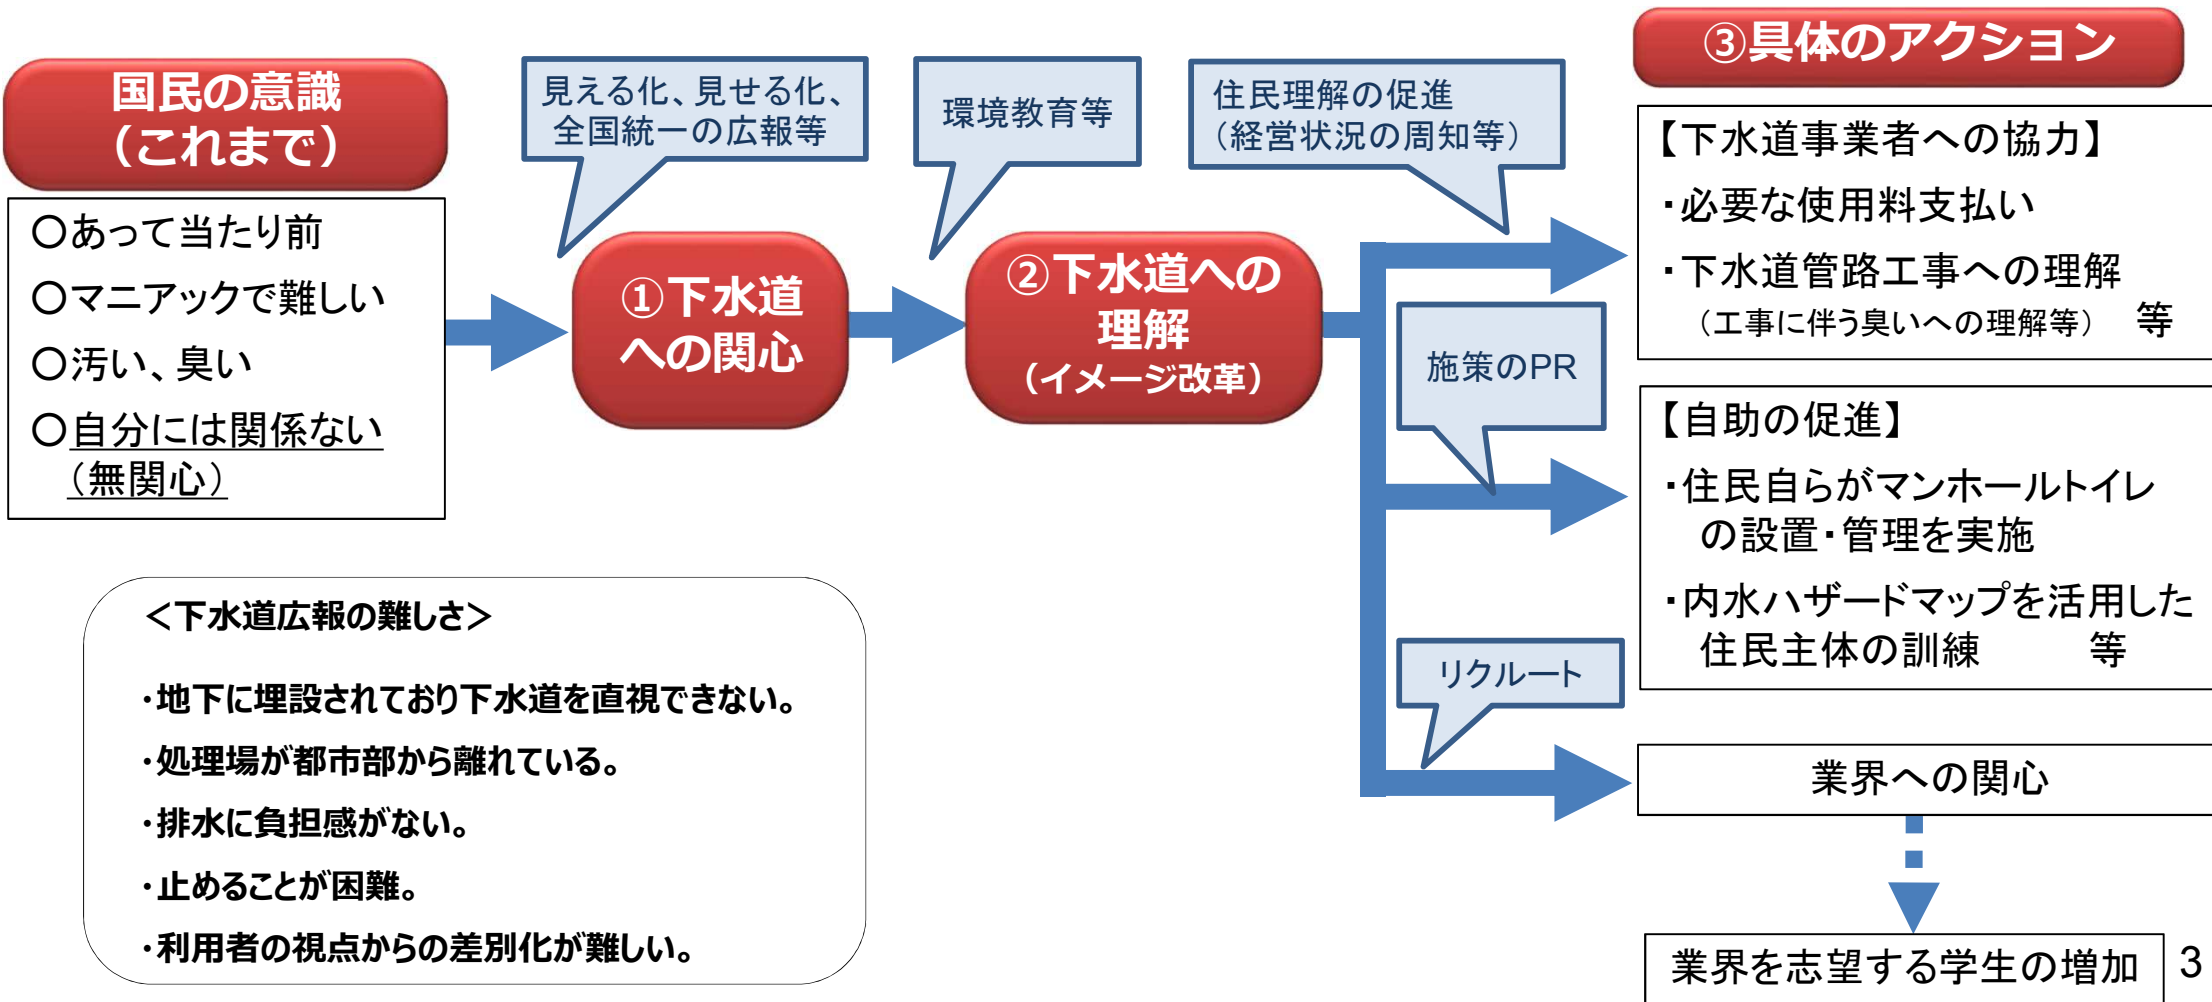 国民の意識
（これまで）
〇あって当たり前
〇マニアックで難しい
〇汚い、臭い
〇自分には関係ない
（無関心）
見える化、見せる化、
全国統一の広報等
①下水道
への関心
環境教育等
②下水道への
理解
（イメージ改革）
住民理解の促進
（経営状況の周知等）
施策のPR
リクルート
③具体のアクション
【下水道事業者への協力】
・必要な使用料支払い
・下水道管路工事への理解
（工事に伴う臭いへの理解等）　等
【自助の促進】
・住民自らがマンホールトイレ
の設置・管理を実施
・内水ハザードマップを活用した
住民主体の訓練　　等
業界への関心
業界を志望する学生の増加
＜下水道広報の難しさ＞
・地下に埋設されており下水道を直視できない。
・処理場が都市部から離れている。
・排水に負担感がない。
・止めることが困難。
・利用者の視点からの差別化が難しい。
3